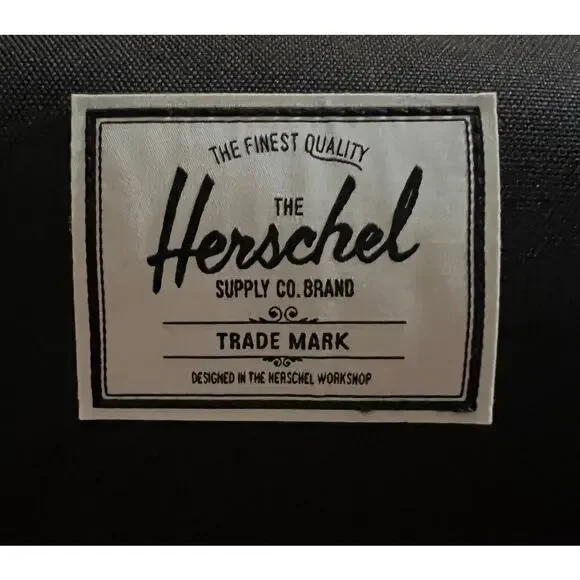 THE FINEST QUALITY
THE
Herschel
SUPPLY CO. BRAND
TRADE MARK
DESIGNED IN THE HERSCHEL WORKSHOP